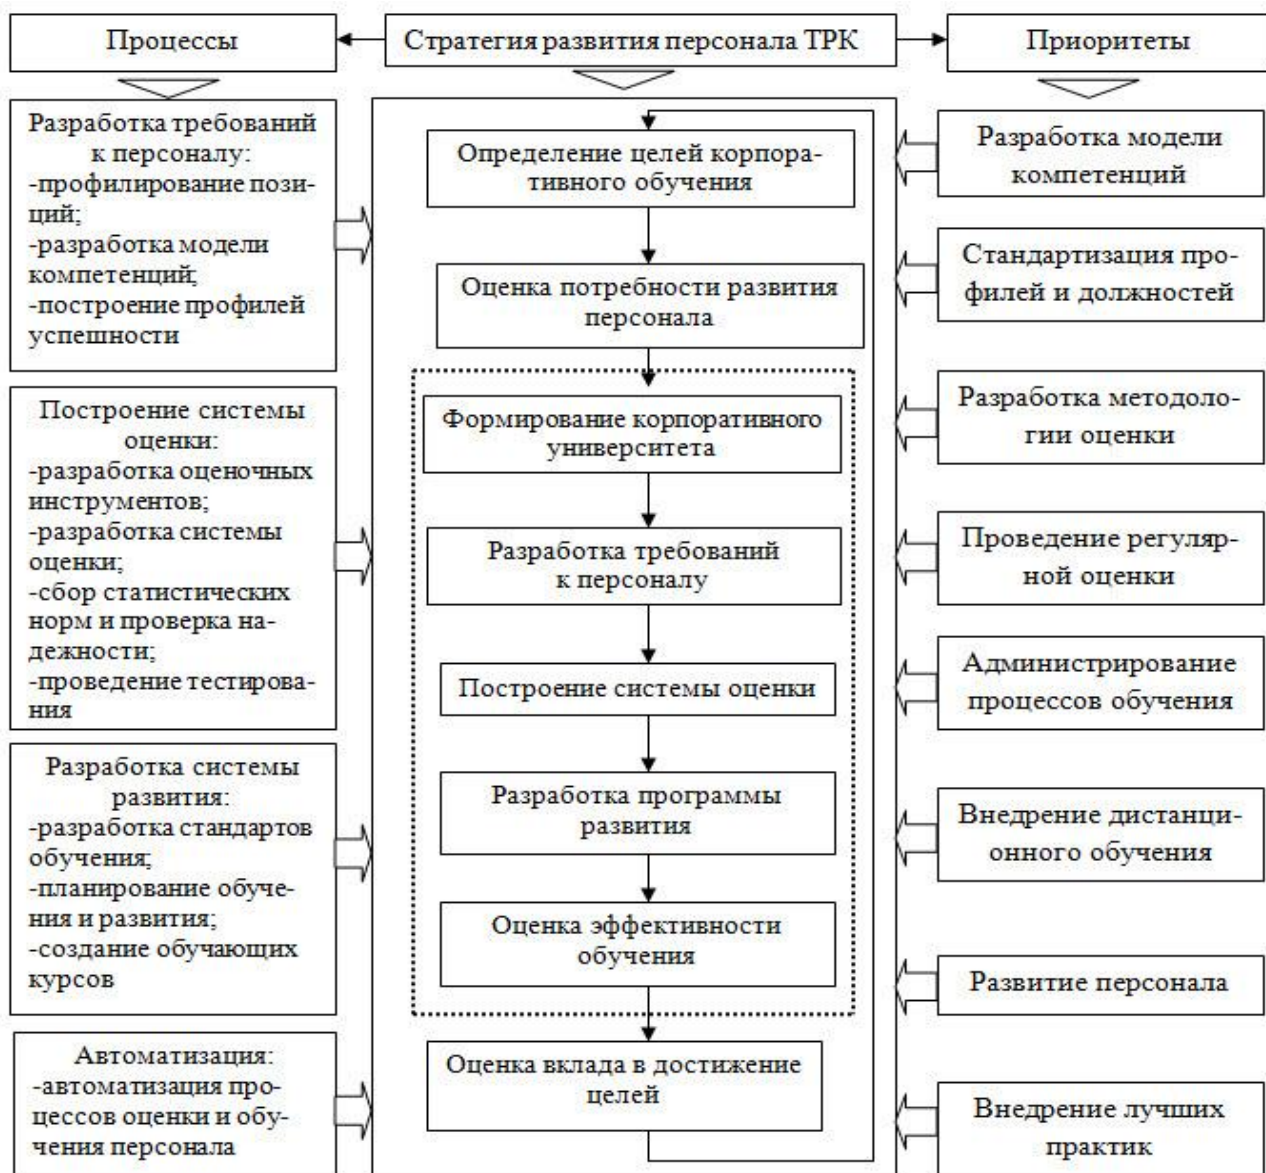 Процессы
Стратегия развития персонала ТРК
Приоритеты
Разработка требований
к персоналу:
-профилирование пози-
ций;
-разработка модели
компетенций;
-построение профилей
успешности
Построение системы
оценки:
-разработка оценочных
инструментов;
-разработка системы
оценки;
-сбор статистических
норм и проверка на-
дежности;
-проведение тестирова-
ния
Разработка системы
развития:
-разработка стандартов
обучения;
-планирование обуче-
ния и развития;
-создание обучающих
курсов
Автоматизация:
-автоматизация про-
цессов оценки и обу-
чения персонала
Определение целей корпора-
тивного обучения
Оценка потребности развития
персонала
Формирование корпоративного
университета
Разработка требований
к персоналу
Построение системы оценки
Разработка программы
развития
Оценка эффективности
обучения
Оценка вклада в достижение
целей
Разработка модели
компетенций
Стандартизация про-
филей и должностей
Разработка методоло-
гии оценки
Проведение регуляр-
ной оценки
Администрирование
процессов обучения
Внедрение дистанци-
онного обучения
Развитие персонала
Внедрение лучших
практик